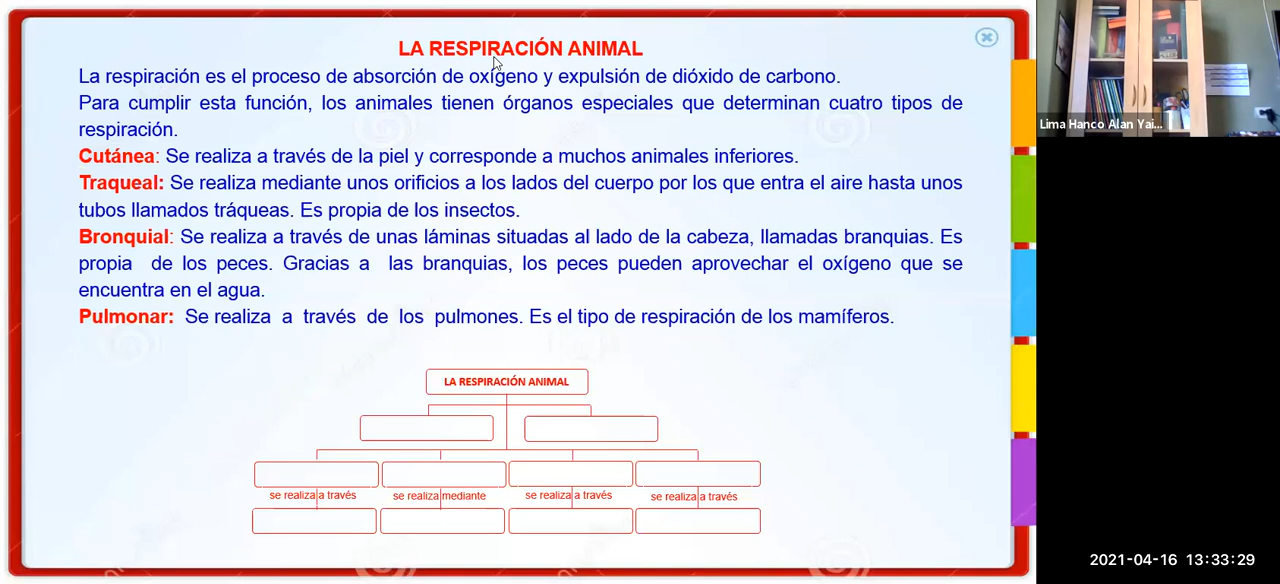 LA RESPIRACIÓN ANIMAL
La respiración es el proceso de absorción de oxígeno y expulsión de dióxido de carbono.
Para cumplir esta función, los animales tienen órganos especiales que determinan cuatro tipos de
respiración.
Cutánea: Se realiza a través de la piel y corresponde a muchos animales inferiores.
Traqueal: Se realiza mediante unos orificios a los lados del cuerpo por los que entra el aire hasta unos
tubos llamados tráqueas. Es propia de los insectos.
Bronquial: Se realiza a través de unas láminas situadas al lado de la cabeza, llamadas branquias. Es
propia de los peces. Gracias a las branquias, los peces pueden aprovechar el oxígeno que se
encuentra en el agua.
Pulmonar: Se realiza a través de los pulmones. Es el tipo de respiración de los mamíferos.
LA RESPIRACIÓN ANIMAL
se realiza a través se realiza mediante se realiza a través se realiza a través
Lima Hanco Alan Yai...
2021-04-16 13:33:29